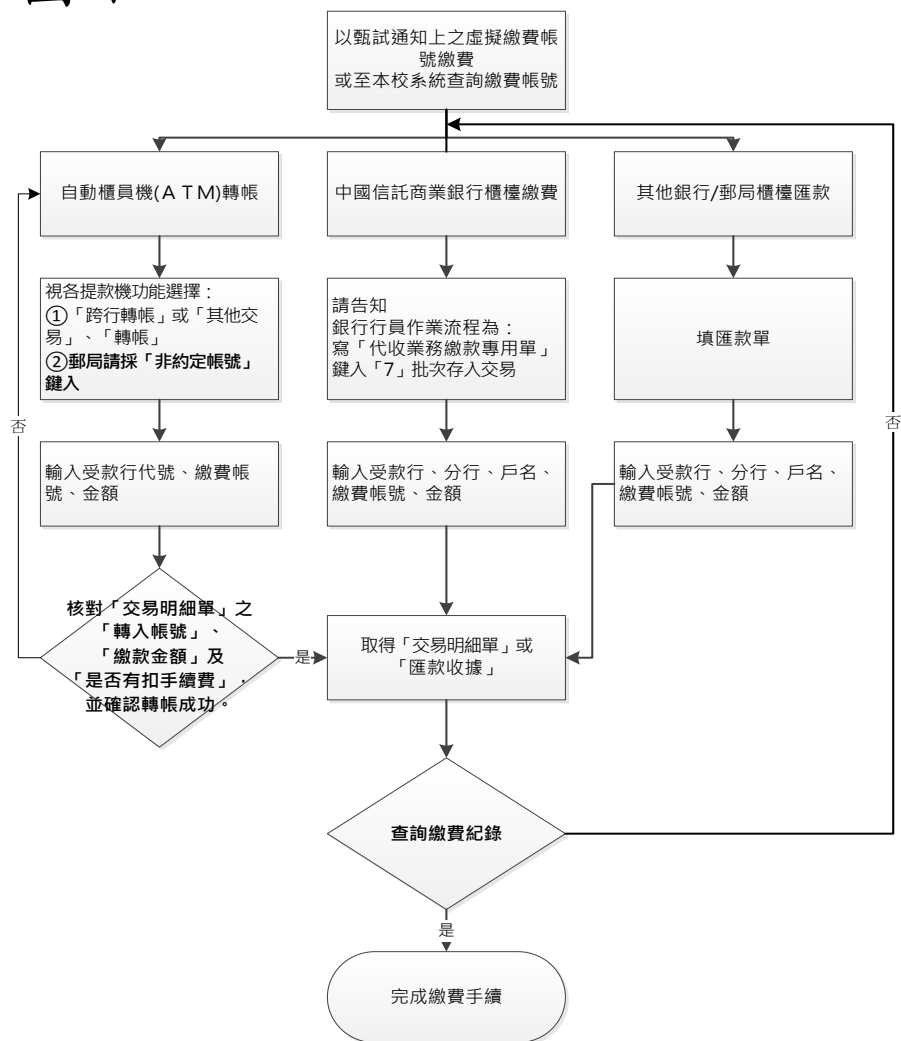 以甄試通知上之虛擬繳費帳
號繳費
或至本校系統查詢繳費帳號
自動櫃員機(ＡＴＭ)轉帳
中國信託商業銀行櫃檯繳費
其他銀行/郵局櫃檯匯款
視各提款機功能選擇：
①「跨行轉帳」或「其他交
易」、「轉帳」
②郵局請採「非約定帳號」
鍵入
請告知
銀行行員作業流程為：
寫「代收業務繳款專用單」
鍵入「7」批次存入交易
填匯款單
否
否
輸入受款行代號、繳費帳
號、金額
輸入受款行、分行、戶名、
繳費帳號、金額
輸入受款行、分行、戶名、
繳費帳號、金額
核對「交易明細單」之
「轉入帳號」、
「繳款金額」及
「是否有扣手續費」，
並確認轉帳成功。
是
取得「交易明細單」或
「匯款收據」
查詢繳費紀錄
是
完成繳費手續